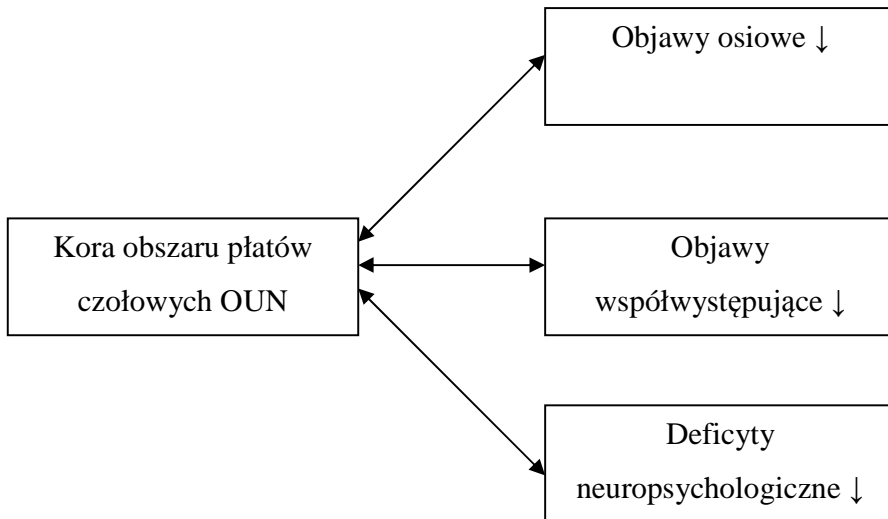 Objawy osiowe ↓
Kora obszaru płatów
czołowych OUN
Objawy
współwystępujące ↓
Deficyty
neuropsychologiczne ↓